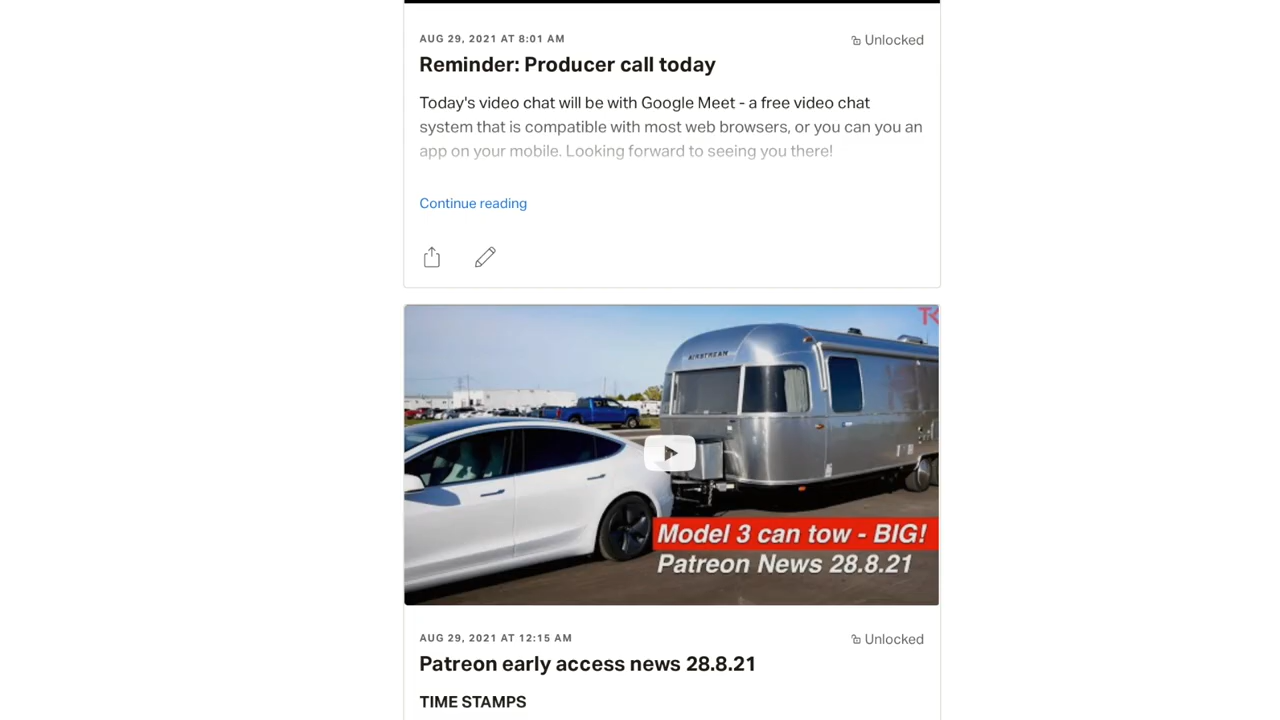 AUG 29, 2021 AT 8:01 AM
Unlocked
Reminder: Producer call today
Today's video chat will be with Google Meet - a free video chat
system that is compatible with most web browsers, or you can you an
app on your mobile. Looking forward to seeing you there!
Continue reading
TK
AIRSTREAM
Model 3 can tow - BIG!
Patreon News 28.8.21
AUG 29, 2021 AT 12:15 AM
Unlocked
Patreon early access news 28.8.21
TIME STAMPS